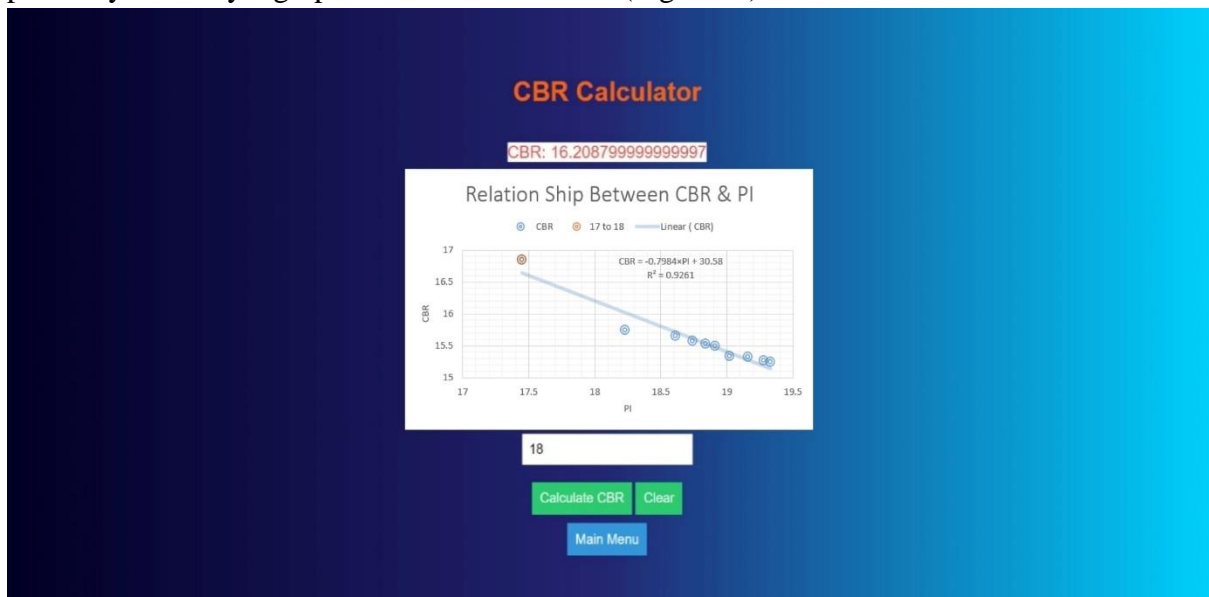 CBR Calculator
CBR: 16.208799999999997
Relation Ship Between CBR & PI
CBR 17 to 18 Linear ( CBR)
CBR = -0.7984×PI + 30.58
R² = 0.9261
17
16.5
16
15.5
15
CBR
17 17.5 18 18.5 19 19.5
PI
18
Calculate CBR Clear
Main Menu